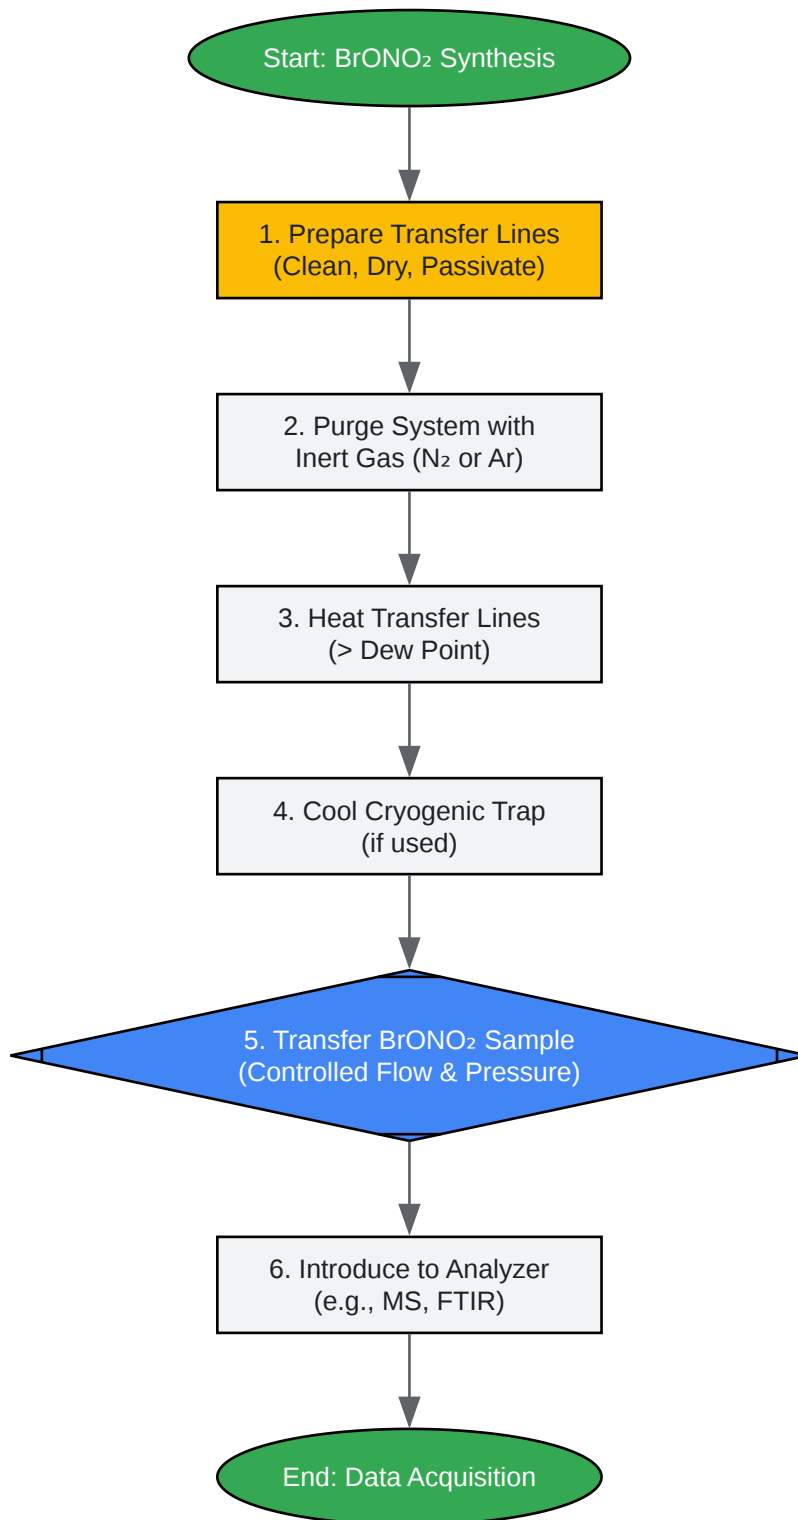 Start: BrONO₂ Synthesis
1. Prepare Transfer Lines
(Clean, Dry, Passivate)
2. Purge System with
Inert Gas (N₂ or Ar)
3. Heat Transfer Lines
(> Dew Point)
4. Cool Cryogenic Trap
(if used)
5. Transfer BrONO₂ Sample
(Controlled Flow & Pressure)
6. Introduce to Analyzer
(e.g., MS, FTIR)
End: Data Acquisition